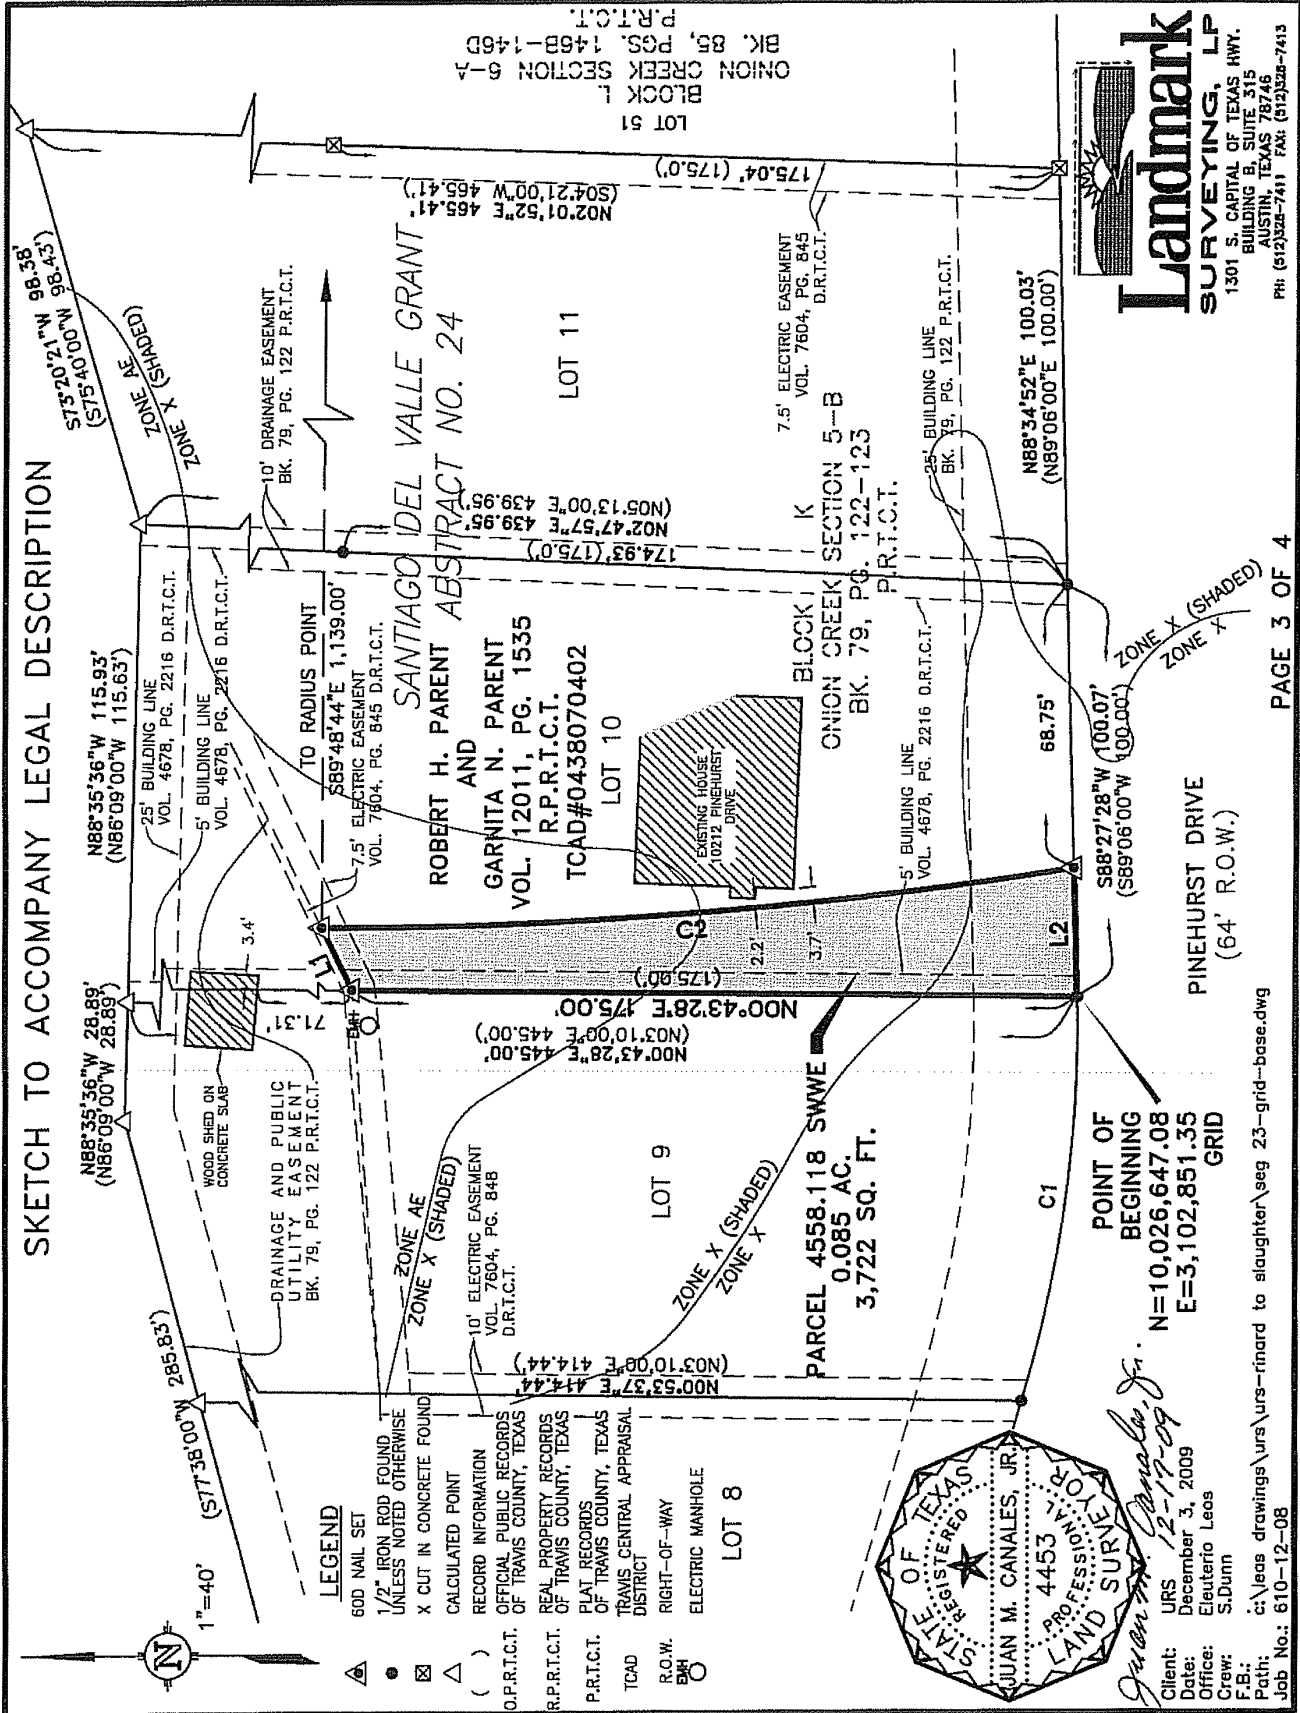 SKETCH TO ACCOMPANY LEGAL DESCRIPTION
N
1"=40'
(S77°38'00"W 285.83')
N88°35'36"W 28.89'
(N86°09'00"W 28.89')
N88°35'36"W 115.93'
(N86°09'00"W 115.63')
S73°20'21"W 98.38'
(S75°40'00"W 98.43')
ZONE AE
ZONE X (SHADED)
25' BUILDING LINE
VOL. 4678, PG. 2216 D.R.T.C.T.
5' BUILDING LINE
VOL. 4678, PG. 2216 D.R.T.C.T.
10' DRAINAGE EASEMENT
BK. 79, PG. 122 P.R.T.C.T.
WOOD SHED ON
CONCRETE SLAB
3.4'
71.31'
DRAINAGE AND PUBLIC
UTILITY EASEMENT
BK. 79, PG. 122 P.R.T.C.T.
EMH
L1
TO RADIUS POINT
S89°48'44"E 1,139.00'
7.5' ELECTRIC EASEMENT
VOL. 7604, PG. 845 D.R.T.C.T.
SANTIAGO DEL VALLE GRANT
ABSTRACT NO. 24
ROBERT H. PARENT
AND
GARNITA N. PARENT
VOL. 12011, PG. 1535
R.P.R.T.C.T.
TCAD#0438070402
LOT 10
LOT 11
N02°01'52"E 465.41'
(S04°21'00"W 465.41')
175.04' (175.0')
LOT 51
BLOCK L
ONION CREEK SECTION 6-A
BK. 85, PGS. 146B-146D
P.R.T.C.T.
N02°47'57"E 439.95'
(N05°13'00"E 439.95')
174.93' (175.0')
7.5' ELECTRIC EASEMENT
VOL. 7604, PG. 845
D.R.T.C.T.
EXISTING HOUSE
10212 PINEHURST
DRIVE
BLOCK K
ONION CREEK SECTION 5-B
BK. 79, PG. 122-123
P.R.T.C.T.
25' BUILDING LINE
BK. 79, PG. 122 P.R.T.C.T.
5' BUILDING LINE
VOL. 4678, PG. 2216 D.R.T.C.T.
C2
2.2'
3.7'
(175.00')
N00°43'28"E 175.00'
N00°43'28"E 445.00'
(N03°10'00"E 445.00')
ZONE AE
ZONE X (SHADED)
10' ELECTRIC EASEMENT
VOL. 7604, PG. 848
D.R.T.C.T.
LOT 9
ZONE X (SHADED)
ZONE X
PARCEL 4558.118 SWWE
0.085 AC.
3,722 SQ. FT.
N00°53'37"E 414.44'
(N03°10'00"E 414.44')
L2
68.75'
S88°27'28"W 100.07'
(S89°06'00"W 100.00')
N88°34'52"E 100.03'
(N89°06'00"E 100.00')
ZONE X (SHADED)
ZONE X
C1
POINT OF
BEGINNING
N=10,026,647.08
E=3,102,851.35
GRID
PINEHURST DRIVE
(64' R.O.W.)
LEGEND
60D NAIL SET
1/2" IRON ROD FOUND
UNLESS NOTED OTHERWISE
X CUT IN CONCRETE FOUND
CALCULATED POINT
( ) RECORD INFORMATION
O.P.R.T.C.T. OFFICIAL PUBLIC RECORDS
OF TRAVIS COUNTY, TEXAS
R.P.R.T.C.T. REAL PROPERTY RECORDS
OF TRAVIS COUNTY, TEXAS
P.R.T.C.T. PLAT RECORDS
OF TRAVIS COUNTY, TEXAS
TCAD TRAVIS CENTRAL APPRAISAL
DISTRICT
R.O.W. RIGHT-OF-WAY
EMH ELECTRIC MANHOLE
LOT 8
STATE OF TEXAS
REGISTERED
JUAN M. CANALES, JR.
4453
PROFESSIONAL
LAND SURVEYOR
Juan M. Canales, Jr.
12-17-09
Client: URS
Date: December 3, 2009
Office: Eleuterio Leos
Crew: S.Dunn
F.B.:
Path: c:\leos drawings\urs\urs-rinard to slaughter\seg 23-grid-base.dwg
Job No.: 610-12-08
PAGE 3 OF 4
Landmark
SURVEYING, LP
1301 S. CAPITAL OF TEXAS HWY.
BUILDING B, SUITE 315
AUSTIN, TEXAS 78746
PH: (512)328-7411 FAX: (512)328-7413